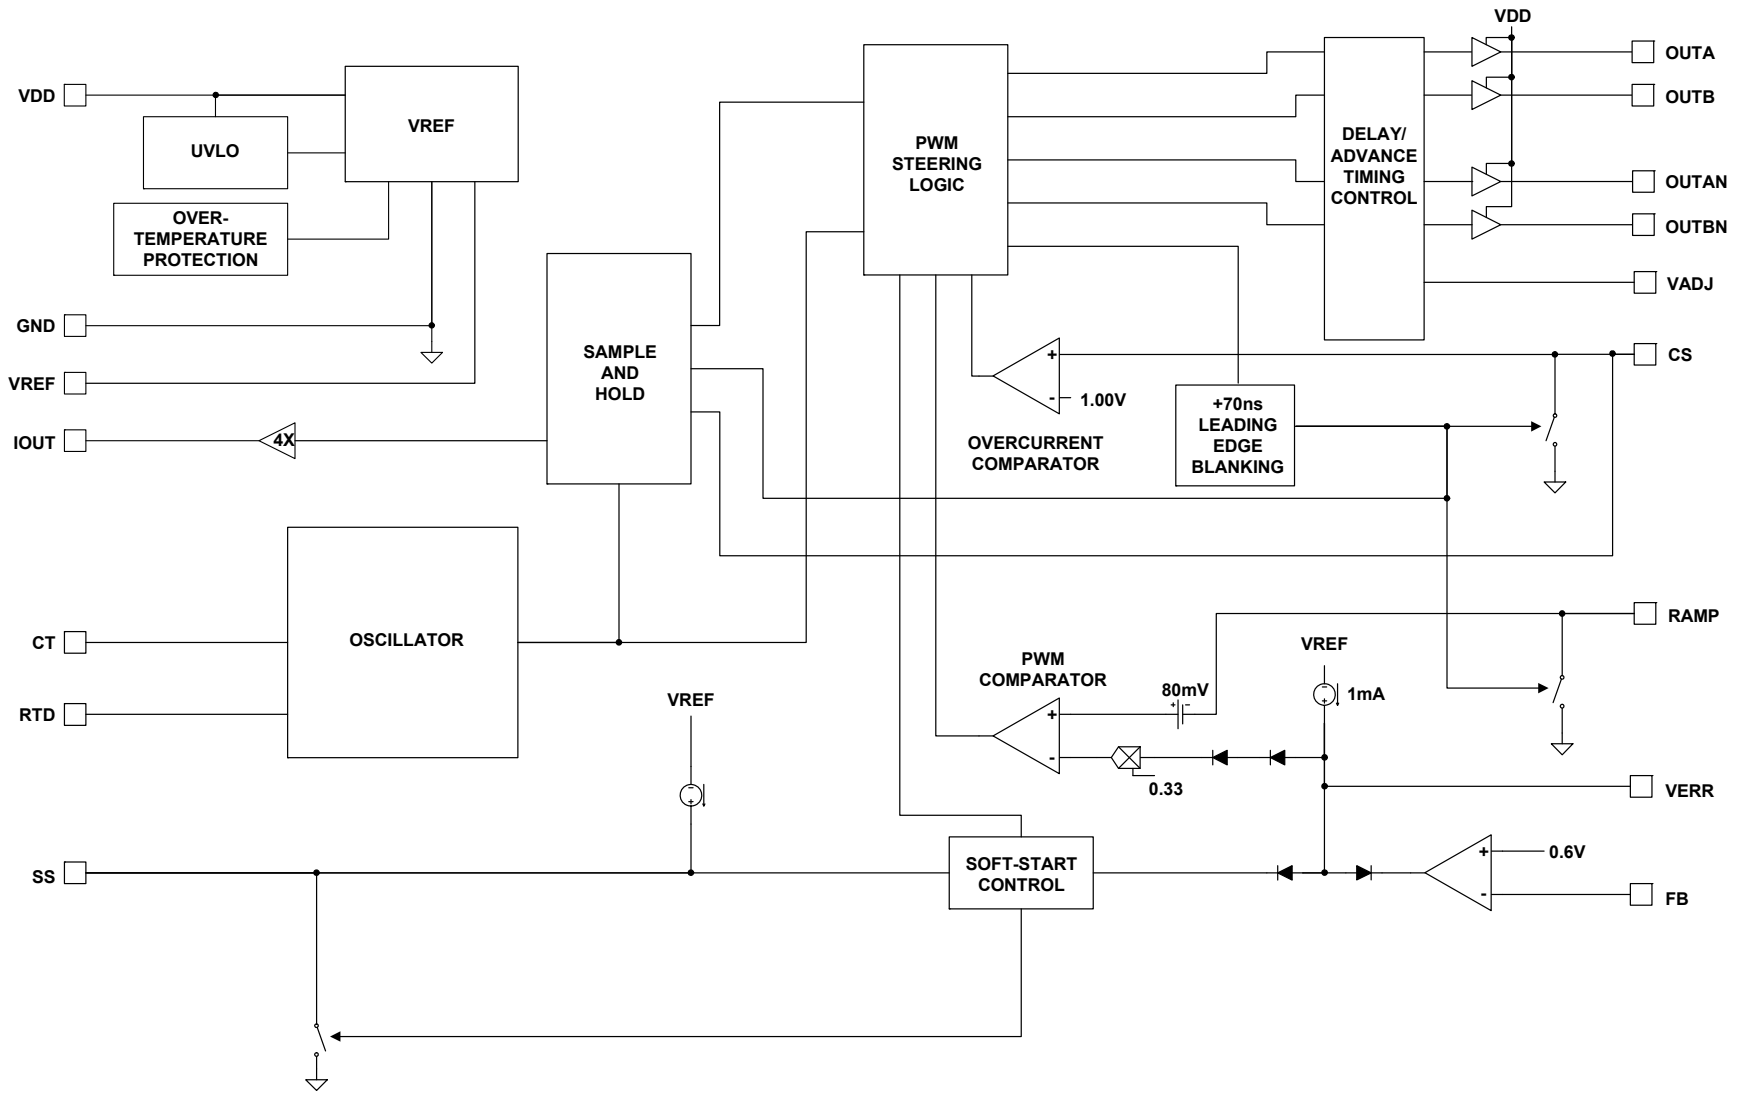 VDD
OUTA
VDD
OUTB
VREF
UVLO
PWM
STEERING
LOGIC
DELAY/
ADVANCE
TIMING
CONTROL
OUTAN
OVER-
TEMPERATURE
PROTECTION
OUTBN
VADJ
GND
SAMPLE
AND
HOLD
+
-
1.00V
CS
VREF
+70ns
LEADING
EDGE
BLANKING
IOUT
4X
OVERCURRENT
COMPARATOR
CT
OSCILLATOR
RAMP
VREF
PWM
COMPARATOR
80mV
+
-
-
+
1mA
RTD
VREF
+
-
0.33
-
+
VERR
SS
SOFT-START
CONTROL
+
-
0.6V
FB